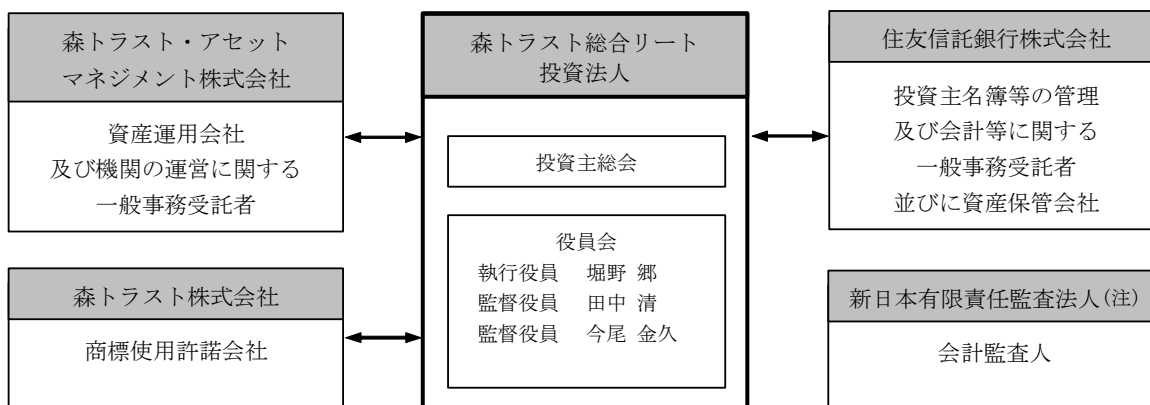 森トラスト・アセット
マネジメント株式会社
資産運用会社
及び機関の運営に関する
一般事務受託者
森トラスト株式会社
商標使用許諾会社
森トラスト総合リート
投資法人
投資主総会
役員会
執行役員 堀野 郷
監督役員 田中 清
監督役員 今尾 金久
住友信託銀行株式会社
投資主名簿等の管理
及び会計等に関する
一般事務受託者
並びに資産保管会社
新日本有限責任監査法人(注)
会計監査人